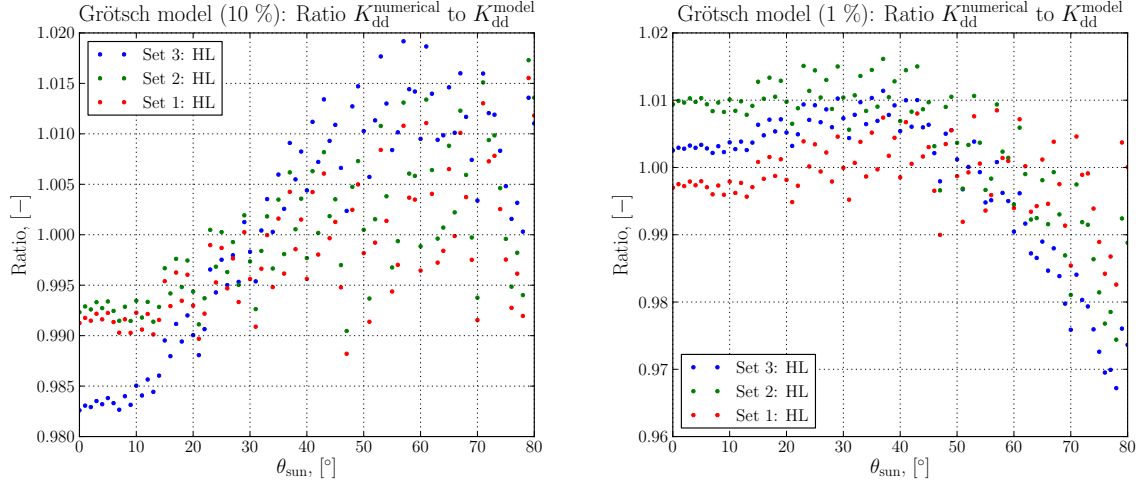 Grötsch model (10 %): Ratio K_dd^numerical to K_dd^model
1.020
1.015
1.010
1.005
1.000
0.995
0.990
0.985
0.980
Ratio, [−]
Set 3: HL
Set 2: HL
Set 1: HL
0 10 20 30 40 50 60 70 80
θ_sun, [°]
Grötsch model (1 %): Ratio K_dd^numerical to K_dd^model
1.02
1.01
1.00
0.99
0.98
0.97
0.96
Ratio, [−]
Set 3: HL
Set 2: HL
Set 1: HL
0 10 20 30 40 50 60 70 80
θ_sun, [°]